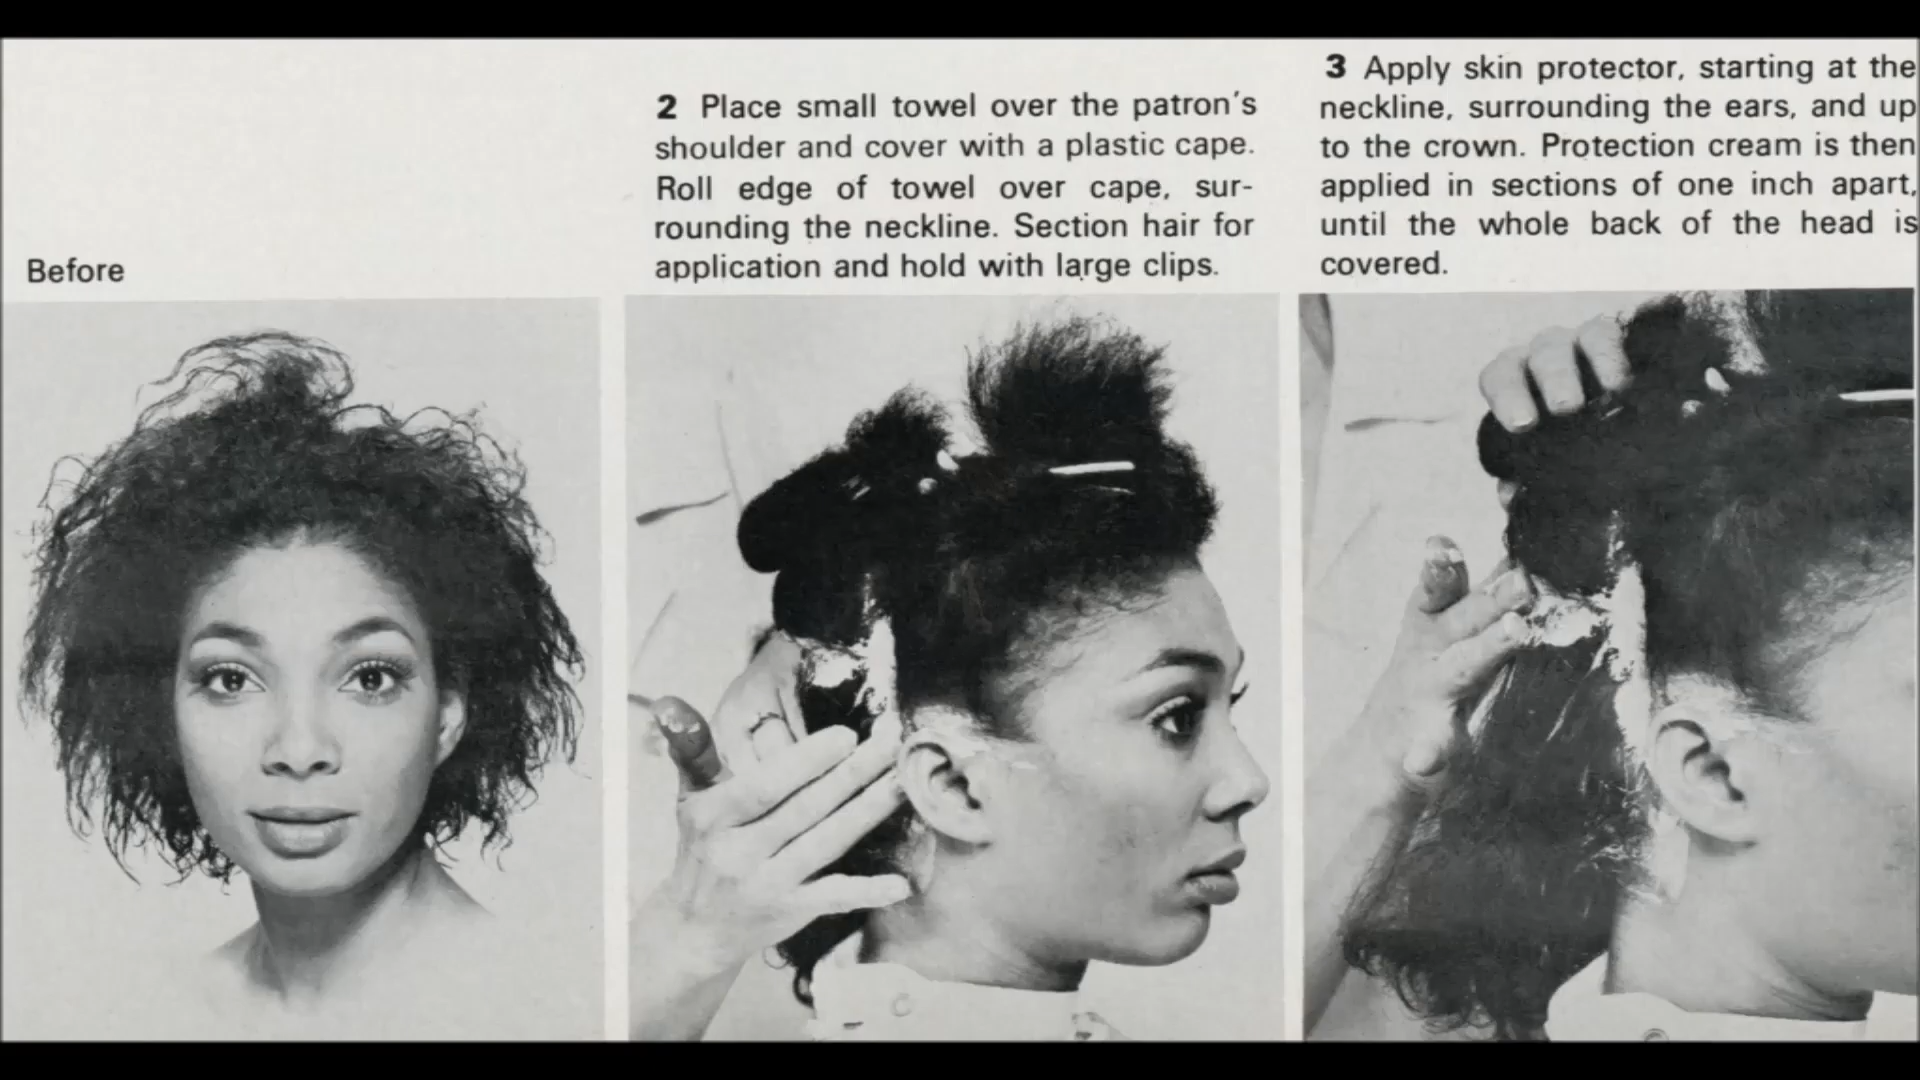 Before
2 Place small towel over the patron's
shoulder and cover with a plastic cape.
Roll edge of towel over cape, sur-
rounding the neckline. Section hair for
application and hold with large clips.
3 Apply skin protector, starting at the
neckline, surrounding the ears, and up
to the crown. Protection cream is then
applied in sections of one inch apart,
until the whole back of the head is
covered.